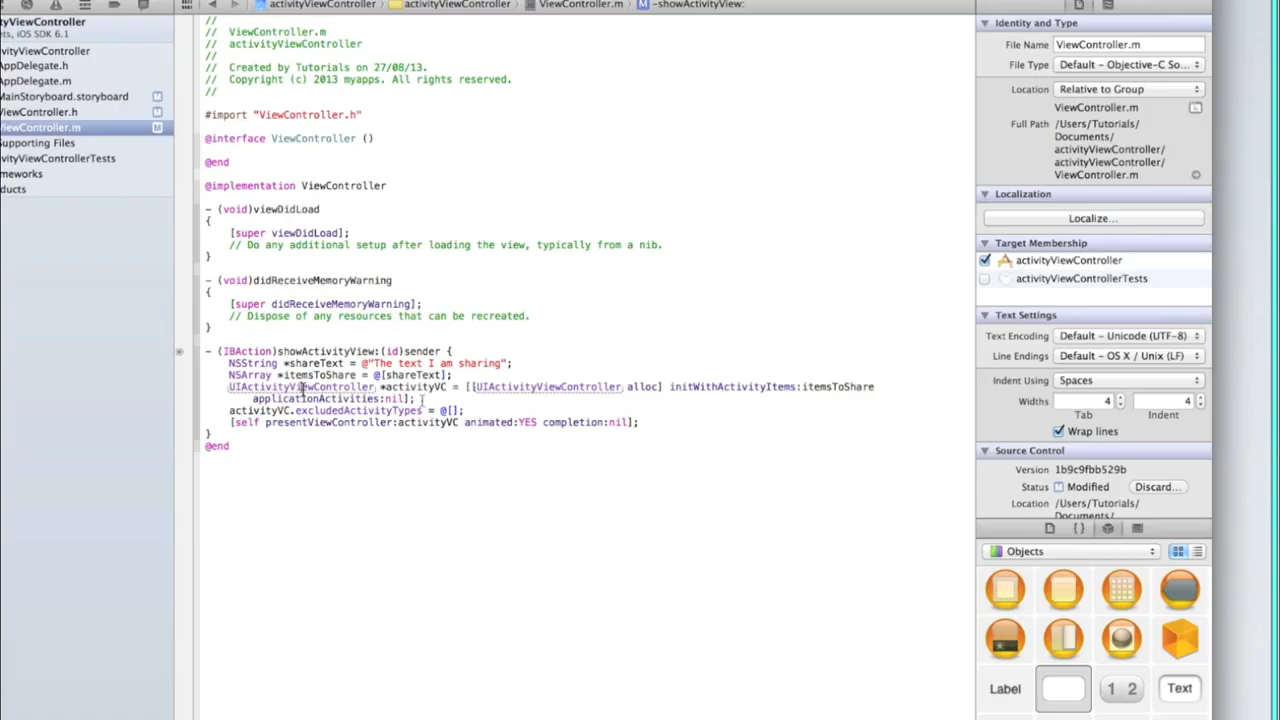 activityViewController
activityViewController
ViewController.m
-showActivityView:
tyViewController
ts, iOS SDK 6.1
vityViewController
AppDelegate.h
AppDelegate.m
MainStoryboard.storyboard
M
ViewController.h
M
ViewController.m
M
Supporting Files
vityViewControllerTests
meworks
ducts
//
// ViewController.m
// activityViewController
//
// Created by Tutorials on 27/08/13.
// Copyright (c) 2013 myapps. All rights reserved.
//
#import "ViewController.h"
@interface ViewController ()
@end
@implementation ViewController
- (void)viewDidLoad
{
[super viewDidLoad];
// Do any additional setup after loading the view, typically from a nib.
}
- (void)didReceiveMemoryWarning
{
[super didReceiveMemoryWarning];
// Dispose of any resources that can be recreated.
}
- (IBAction)showActivityView:(id)sender {
NSString *shareText = @"The text I am sharing";
NSArray *itemsToShare = @[shareText];
UIActivityViewController *activityVC = [[UIActivityViewController alloc] initWithActivityItems:itemsToShare
applicationActivities:nil];
activityVC.excludedActivityTypes = @[];
[self presentViewController:activityVC animated:YES completion:nil];
}
@end
Identity and Type
File Name ViewController.m
File Type Default - Objective-C So...
Location Relative to Group
ViewController.m
Full Path /Users/Tutorials/
Documents/
activityViewController/
activityViewController/
ViewController.m
Localization
Localize...
Target Membership
activityViewController
activityViewControllerTests
Text Settings
Text Encoding Default - Unicode (UTF-8)
Line Endings Default - OS X / Unix (LF)
Indent Using Spaces
Widths 4 4
Tab Indent
Wrap lines
Source Control
Version 1b9c9fbb529b
Status M Modified Discard...
Location /Users/Tutorials/
Documents/
{}
Objects
Label
1 2
Text